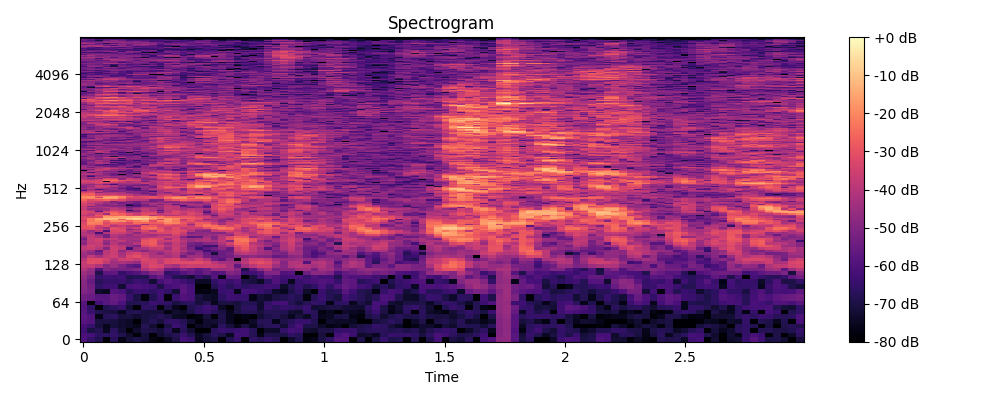 Spectrogram
Hz
4096
2048
1024
512
256
128
64
0
0
0.5
1
1.5
2
2.5
Time
+0 dB
-10 dB
-20 dB
-30 dB
-40 dB
-50 dB
-60 dB
-70 dB
-80 dB